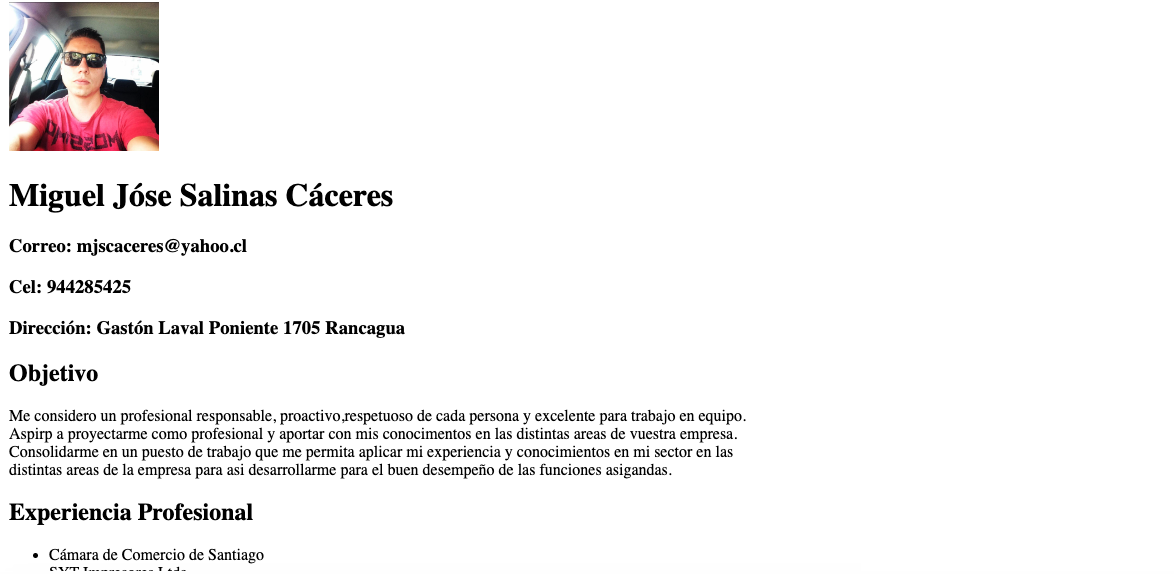 Miguel Jóse Salinas Cáceres
Correo: mjscaceres@yahoo.cl
Cel: 944285425
Dirección: Gastón Laval Poniente 1705 Rancagua
Objetivo
Me considero un profesional responsable, proactivo,respetuoso de cada persona y excelente para trabajo en equipo.
Aspirp a proyectarme como profesional y aportar con mis conocimentos en las distintas areas de vuestra empresa.
Consolidarme en un puesto de trabajo que me permita aplicar mi experiencia y conocimientos en mi sector en las
distintas areas de la empresa para asi desarrollarme para el buen desempeño de las funciones asigandas.
Experiencia Profesional
• Cámara de Comercio de Santiago